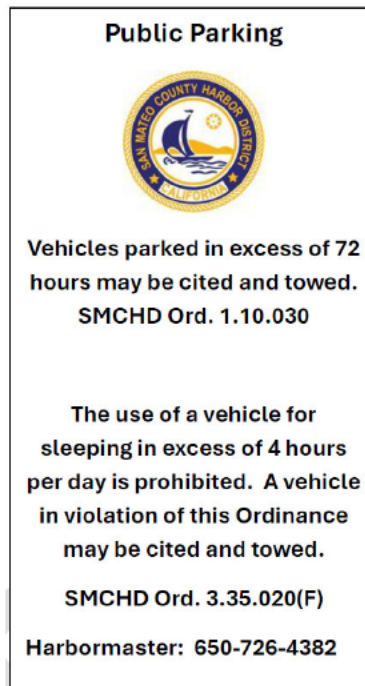 Public Parking
SAN MATEO COUNTY HARBOR DISTRICT
CALIFORNIA
Vehicles parked in excess of 72
hours may be cited and towed.
SMCHD Ord. 1.10.030
The use of a vehicle for
sleeping in excess of 4 hours
per day is prohibited. A vehicle
in violation of this Ordinance
may be cited and towed.
SMCHD Ord. 3.35.020(F)
Harbormaster: 650-726-4382